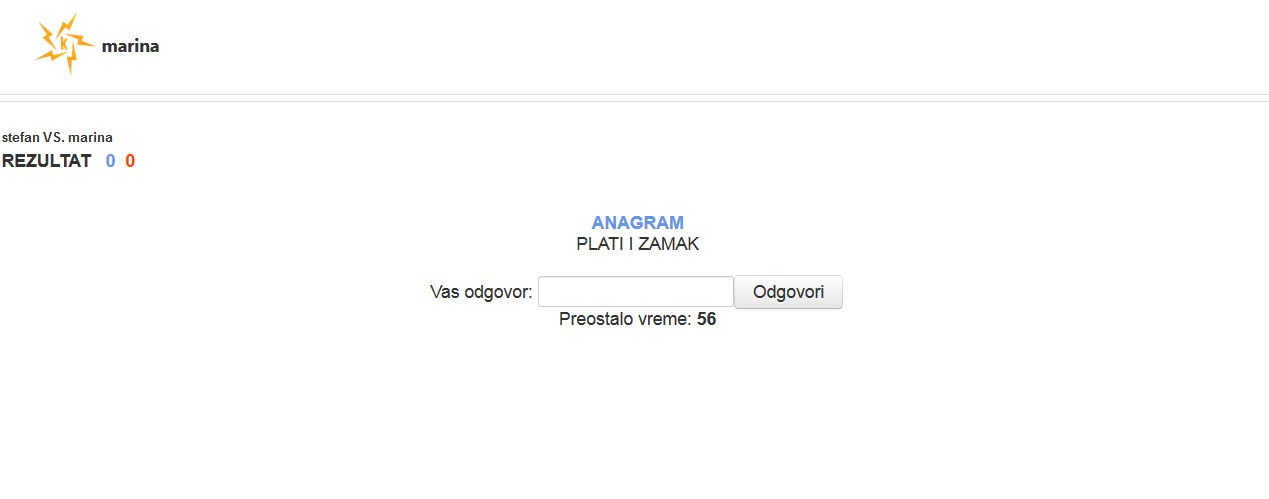 K
marina
stefan VS. marina
REZULTAT 0 0
ANAGRAM
PLATI I ZAMAK
Vas odgovor: Odgovori
Preostalo vreme: 56